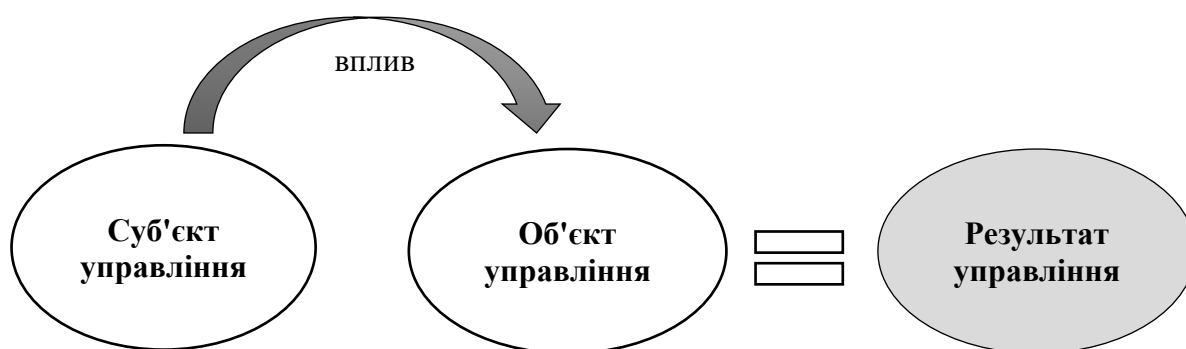 вплив
Суб'єкт
управління
Об'єкт
управління
Результат
управління